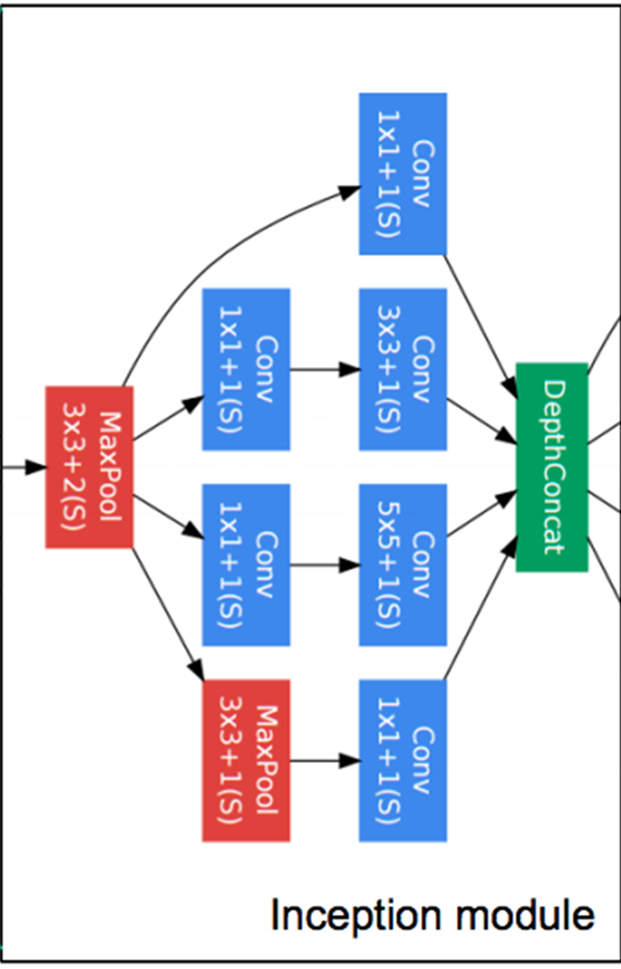 Conv
1x1+1(S)
Conv
1x1+1(S)
Conv
3x3+1(S)
MaxPool
3x3+2(S)
DepthConcat
Conv
1x1+1(S)
Conv
5x5+1(S)
MaxPool
3x3+1(S)
Conv
1x1+1(S)
Inception module